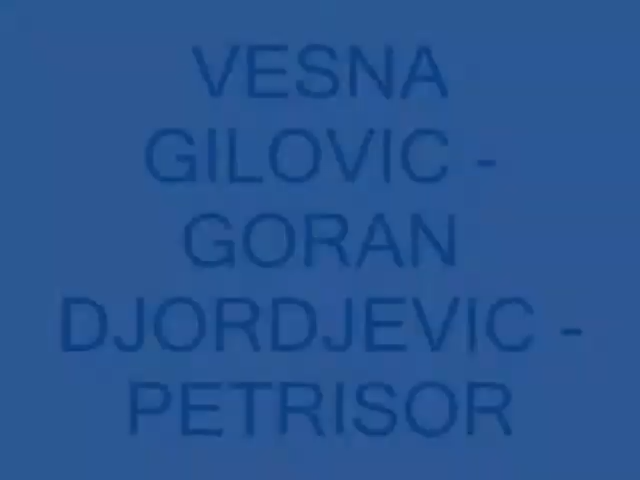 VESNA
GILOVIC -
GORAN
DJORDJEVIC -
PETRISOR